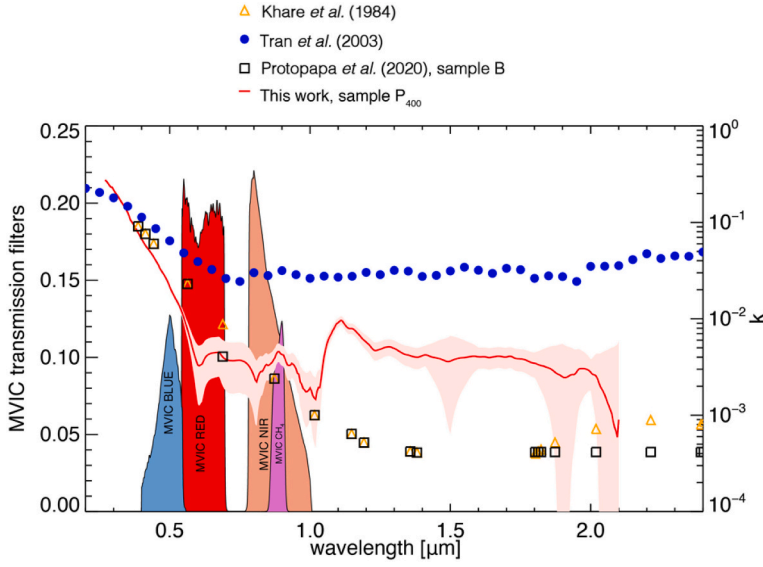 Khare et al. (1984)
Tran et al. (2003)
Protopapa et al. (2020), sample B
This work, sample P₄₀₀
0.25
0.20
0.15
0.10
0.05
0.00
MVIC transmission filters
MVIC BLUE
MVIC RED
MVIC NIR
MVIC CH₄
10⁰
10⁻¹
10⁻²
10⁻³
10⁻⁴
k
0.5 1.0 1.5 2.0
wavelength [μm]